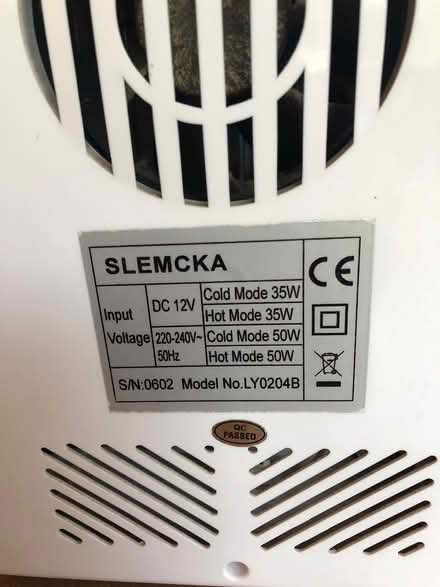 SLEMCKA
CE
Input
Voltage
DC 12V
Cold Mode 35W
Hot Mode 35W
220-240V~
50Hz
Cold Mode 50W
Hot Mode 50W
S/N:0602 Model No.LY0204B
QC
PASSED